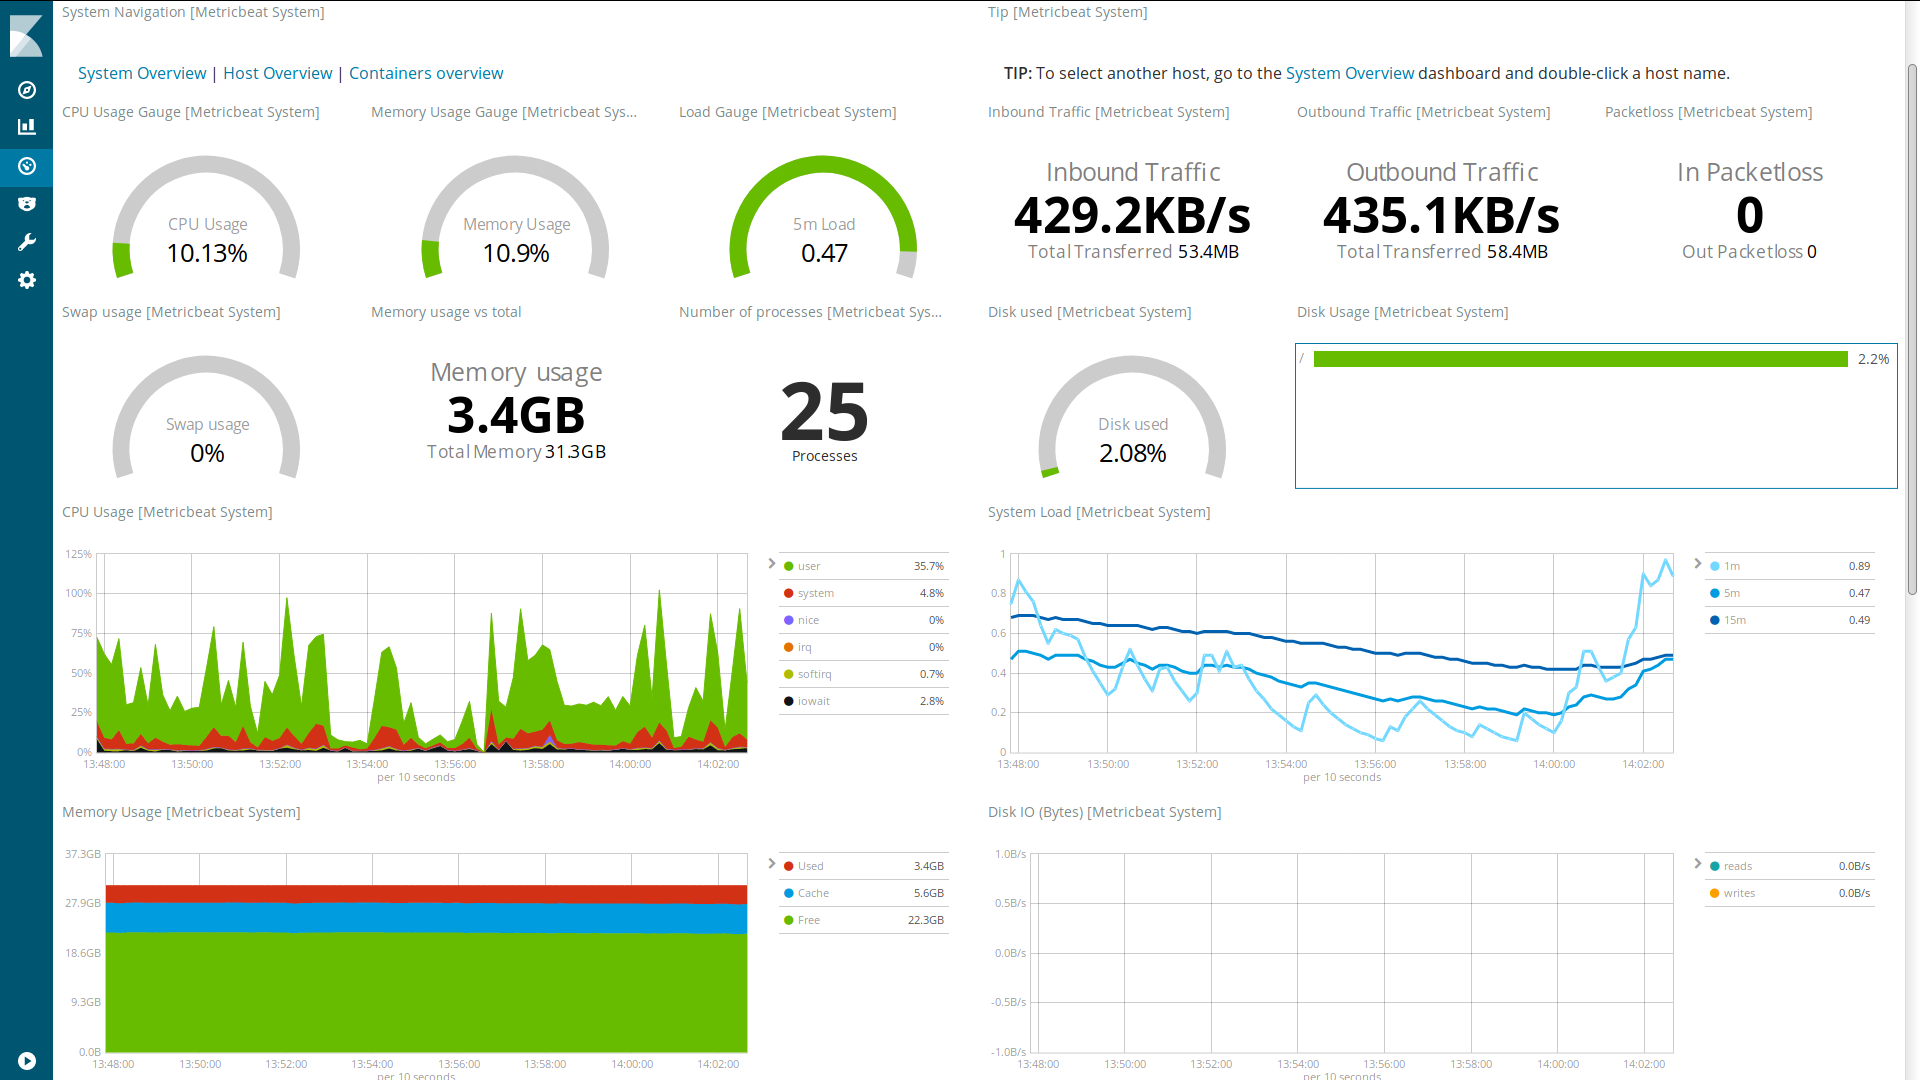 System Navigation [Metricbeat System]
Tip [Metricbeat System]
System Overview | Host Overview | Containers overview
TIP: To select another host, go to the System Overview dashboard and double-click a host name.
CPU Usage Gauge [Metricbeat System]
Memory Usage Gauge [Metricbeat Sys...
Load Gauge [Metricbeat System]
Inbound Traffic [Metricbeat System]
Outbound Traffic [Metricbeat System]
Packetloss [Metricbeat System]
CPU Usage
10.13%
Memory Usage
10.9%
5m Load
0.47
Inbound Traffic
429.2KB/s
Total Transferred 53.4MB
Outbound Traffic
435.1KB/s
Total Transferred 58.4MB
In Packetloss
0
Out Packetloss 0
Swap usage [Metricbeat System]
Memory usage vs total
Number of processes [Metricbeat Sys...
Disk used [Metricbeat System]
Disk Usage [Metricbeat System]
Swap usage
0%
Memory usage
3.4GB
Total Memory 31.3GB
25
Processes
Disk used
2.08%
/ 2.2%
CPU Usage [Metricbeat System]
125%
100%
75%
50%
25%
0%
13:48:00 13:50:00 13:52:00 13:54:00 13:56:00 13:58:00 14:00:00 14:02:00
per 10 seconds
user 35.7%
system 4.8%
nice 0%
irq 0%
softirq 0.7%
iowait 2.8%
System Load [Metricbeat System]
1
0.8
0.6
0.4
0.2
0
13:48:00 13:50:00 13:52:00 13:54:00 13:56:00 13:58:00 14:00:00 14:02:00
per 10 seconds
1m 0.89
5m 0.47
15m 0.49
Memory Usage [Metricbeat System]
37.3GB
27.9GB
18.6GB
9.3GB
0.0B
13:48:00 13:50:00 13:52:00 13:54:00 13:56:00 13:58:00 14:00:00 14:02:00
per 10 seconds
Used 3.4GB
Cache 5.6GB
Free 22.3GB
Disk IO (Bytes) [Metricbeat System]
1.0B/s
0.5B/s
0.0B/s
-0.5B/s
-1.0B/s
13:48:00 13:50:00 13:52:00 13:54:00 13:56:00 13:58:00 14:00:00 14:02:00
per 10 seconds
reads 0.0B/s
writes 0.0B/s